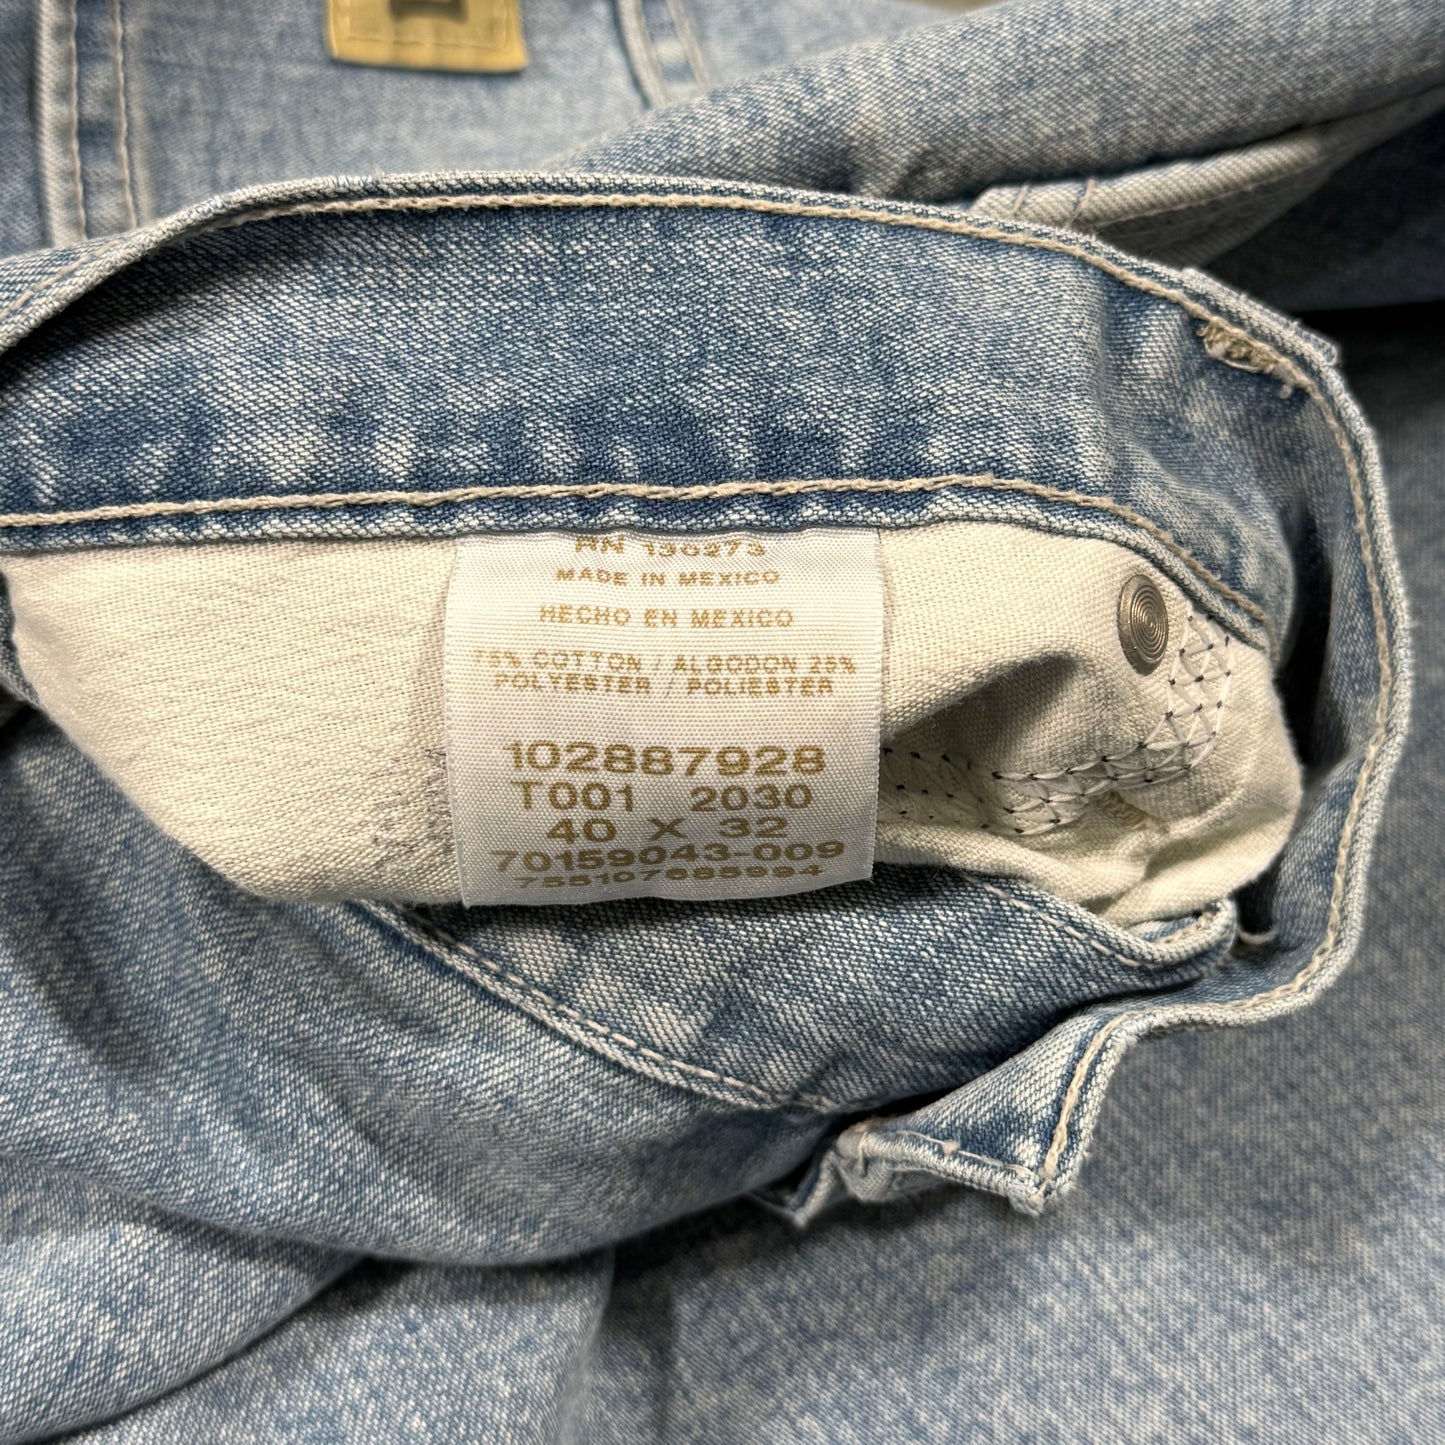 RN 130273
MADE IN MEXICO
HECHO EN MEXICO
75% COTTON / ALGODON 25%
POLYESTER / POLIESTER
102887928
T001 2030
40 X 32
70159043-009
755107685994